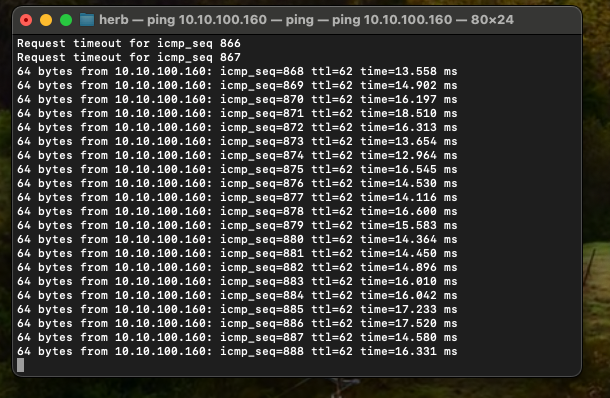 herb — ping 10.10.100.160 — ping — ping 10.10.100.160 — 80×24
Request timeout for icmp_seq 866
Request timeout for icmp_seq 867
64 bytes from 10.10.100.160: icmp_seq=868 ttl=62 time=13.558 ms
64 bytes from 10.10.100.160: icmp_seq=869 ttl=62 time=14.902 ms
64 bytes from 10.10.100.160: icmp_seq=870 ttl=62 time=16.197 ms
64 bytes from 10.10.100.160: icmp_seq=871 ttl=62 time=18.510 ms
64 bytes from 10.10.100.160: icmp_seq=872 ttl=62 time=16.313 ms
64 bytes from 10.10.100.160: icmp_seq=873 ttl=62 time=13.654 ms
64 bytes from 10.10.100.160: icmp_seq=874 ttl=62 time=12.964 ms
64 bytes from 10.10.100.160: icmp_seq=875 ttl=62 time=16.545 ms
64 bytes from 10.10.100.160: icmp_seq=876 ttl=62 time=14.530 ms
64 bytes from 10.10.100.160: icmp_seq=877 ttl=62 time=14.116 ms
64 bytes from 10.10.100.160: icmp_seq=878 ttl=62 time=16.600 ms
64 bytes from 10.10.100.160: icmp_seq=879 ttl=62 time=15.583 ms
64 bytes from 10.10.100.160: icmp_seq=880 ttl=62 time=14.364 ms
64 bytes from 10.10.100.160: icmp_seq=881 ttl=62 time=14.450 ms
64 bytes from 10.10.100.160: icmp_seq=882 ttl=62 time=14.896 ms
64 bytes from 10.10.100.160: icmp_seq=883 ttl=62 time=16.010 ms
64 bytes from 10.10.100.160: icmp_seq=884 ttl=62 time=16.042 ms
64 bytes from 10.10.100.160: icmp_seq=885 ttl=62 time=17.233 ms
64 bytes from 10.10.100.160: icmp_seq=886 ttl=62 time=17.520 ms
64 bytes from 10.10.100.160: icmp_seq=887 ttl=62 time=14.580 ms
64 bytes from 10.10.100.160: icmp_seq=888 ttl=62 time=16.331 ms